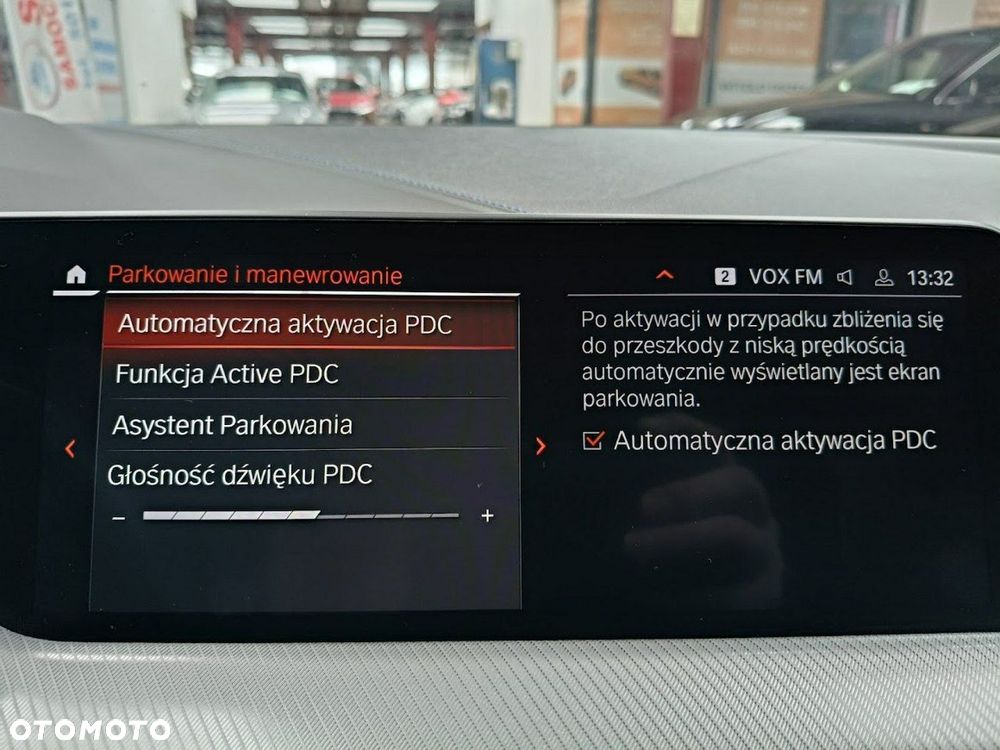 Parkowanie i manewrowanie
2 VOX FM 13:32
Automatyczna aktywacja PDC
Funkcja Active PDC
Asystent Parkowania
Głośność dźwięku PDC
- +
Po aktywacji w przypadku zbliżenia się
do przeszkody z niską prędkością
automatycznie wyświetlany jest ekran
parkowania.
Automatyczna aktywacja PDC
OTOMOTO